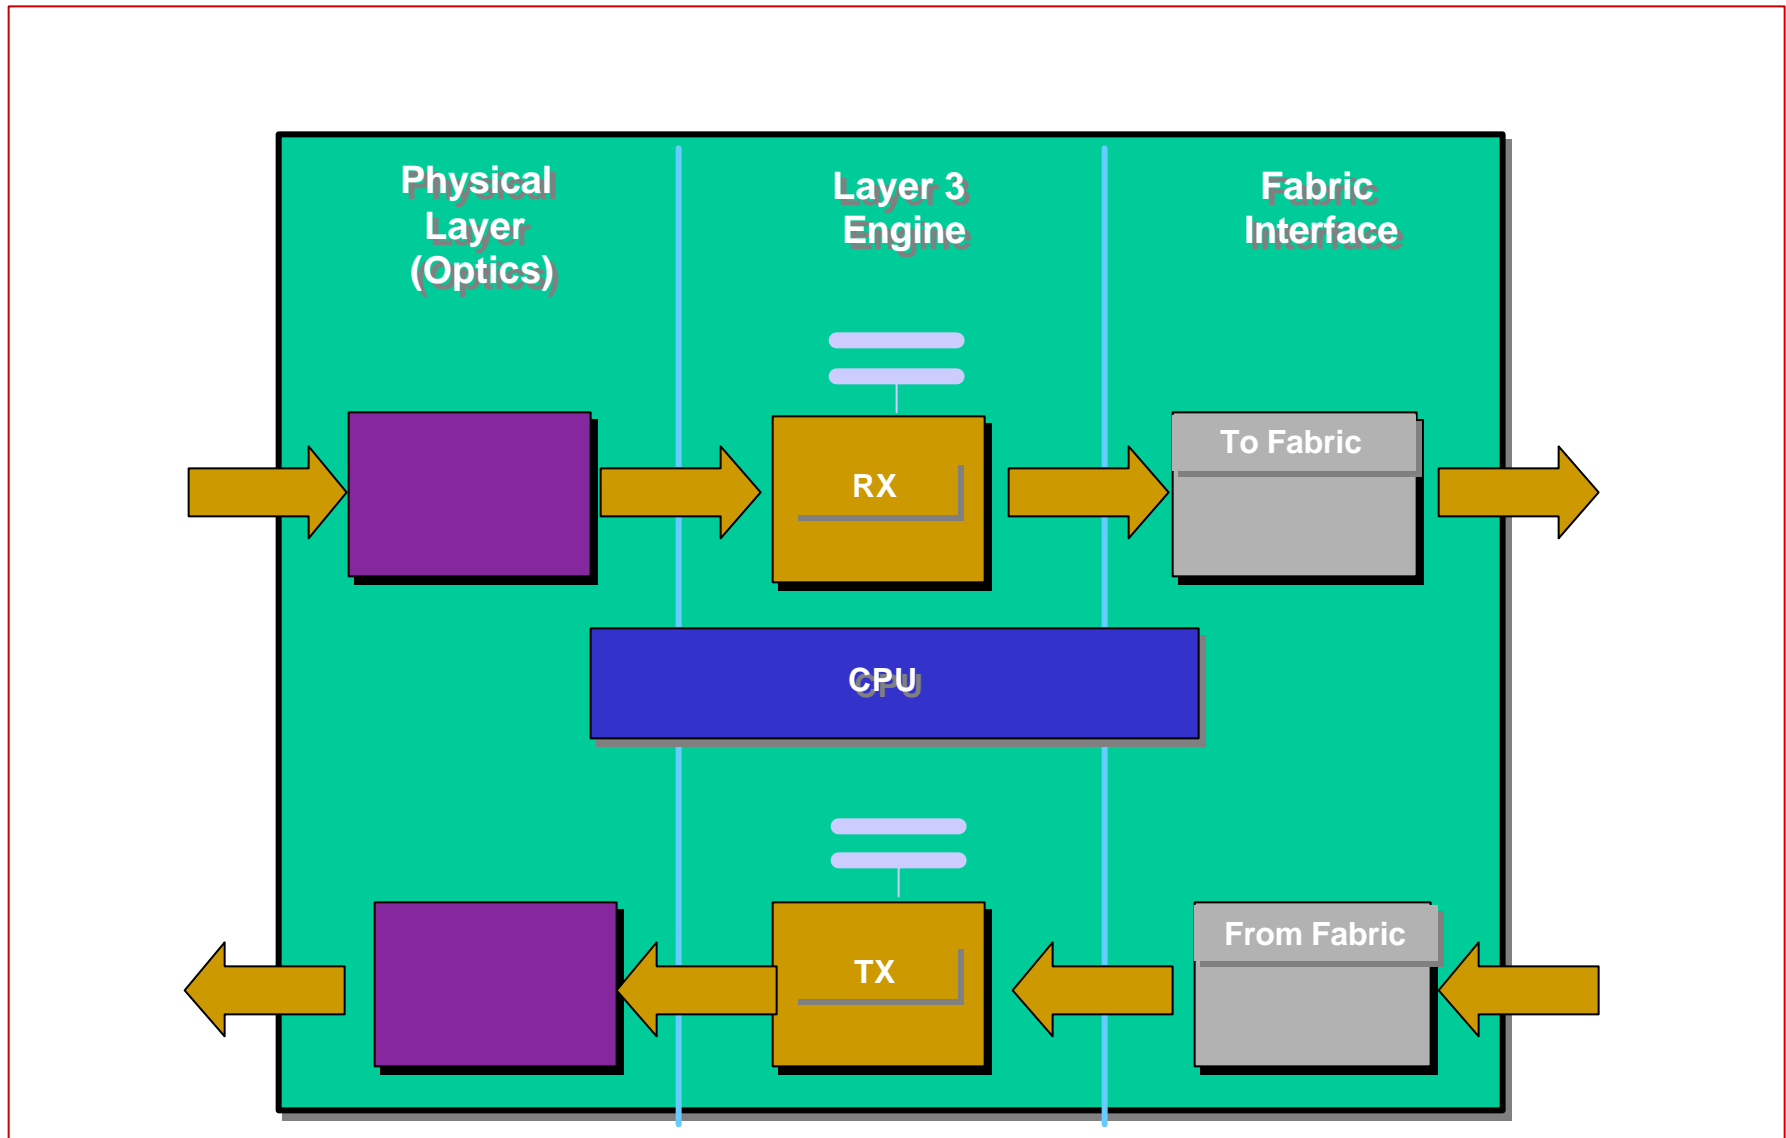 Physical
Layer
(Optics)
Layer 3
Engine
Fabric
Interface
RX
To Fabric
CPU
TX
From Fabric